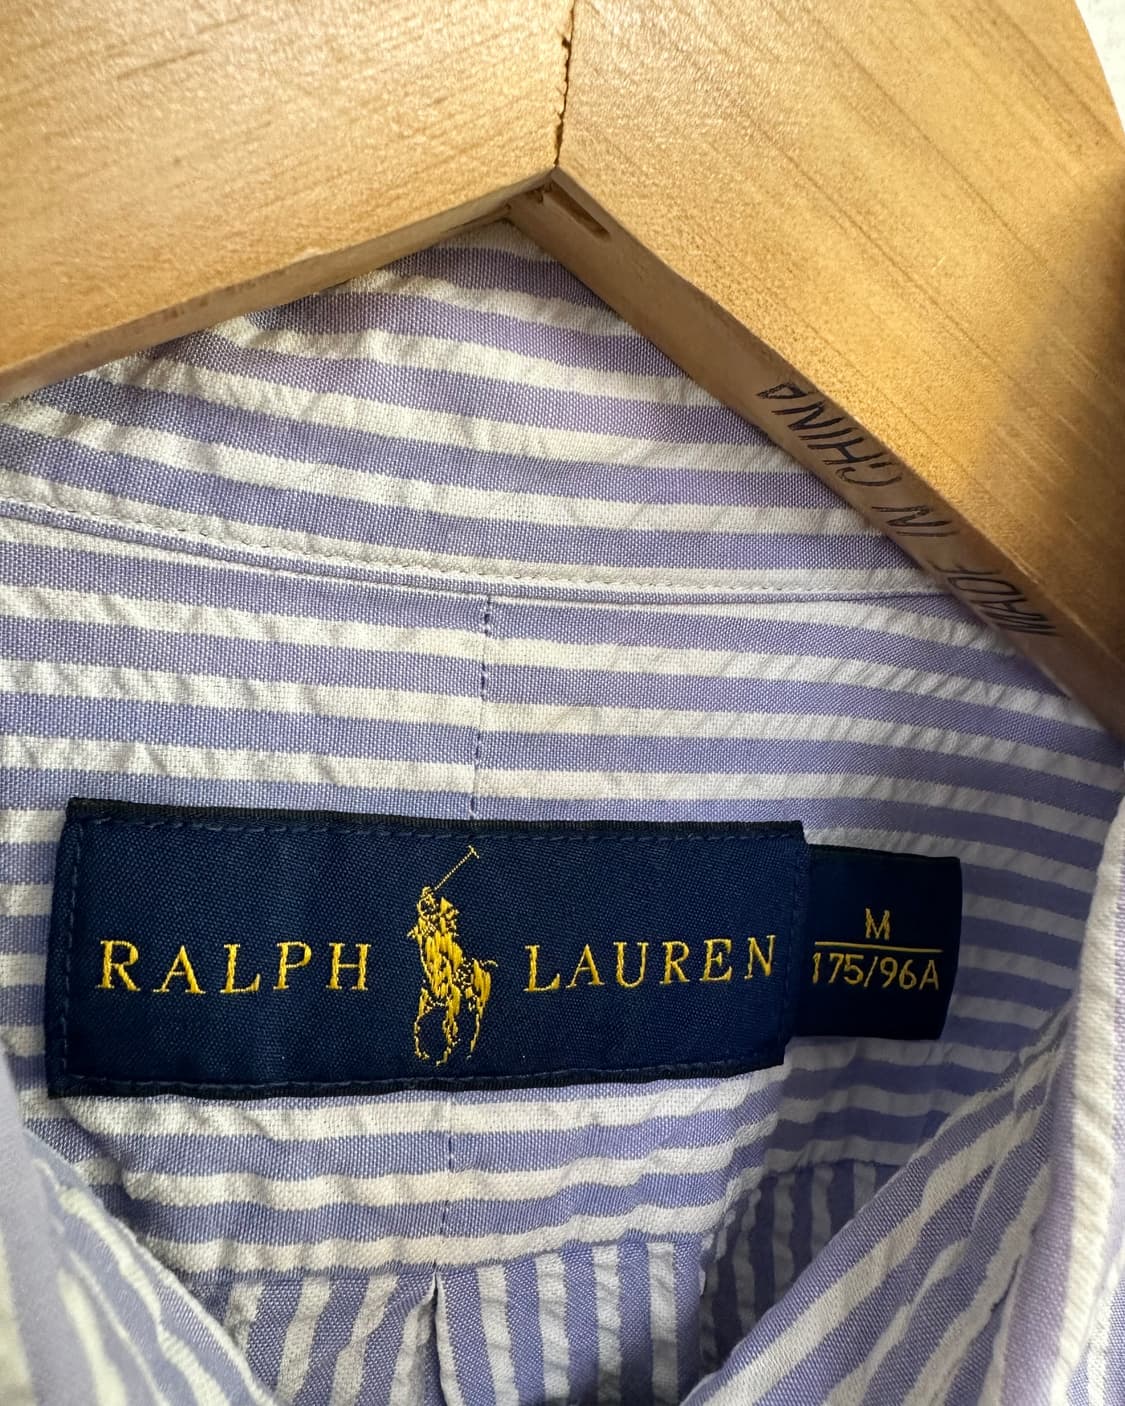 MADE IN CHINA
RALPH LAUREN
M
175/96A